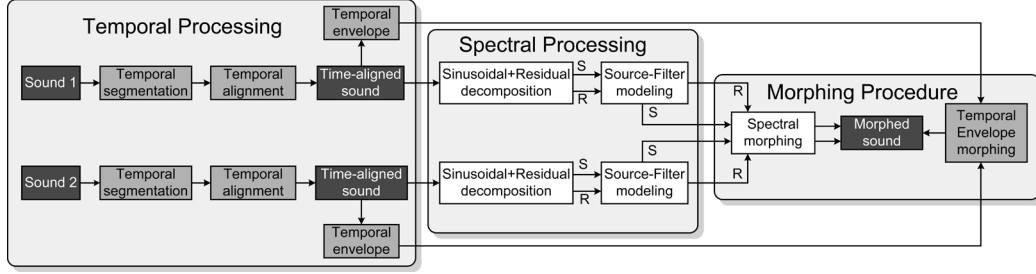 Temporal Processing
Temporal
envelope
Sound 1
Temporal
segmentation
Temporal
alignment
Time-aligned
sound
Sound 2
Temporal
segmentation
Temporal
alignment
Time-aligned
sound
Temporal
envelope
Spectral Processing
Sinusoidal+Residual
decomposition
S
R
Source-Filter
modeling
R
S
Sinusoidal+Residual
decomposition
S
R
Source-Filter
modeling
S
R
Morphing Procedure
Spectral
morphing
Morphed
sound
Temporal
Envelope
morphing